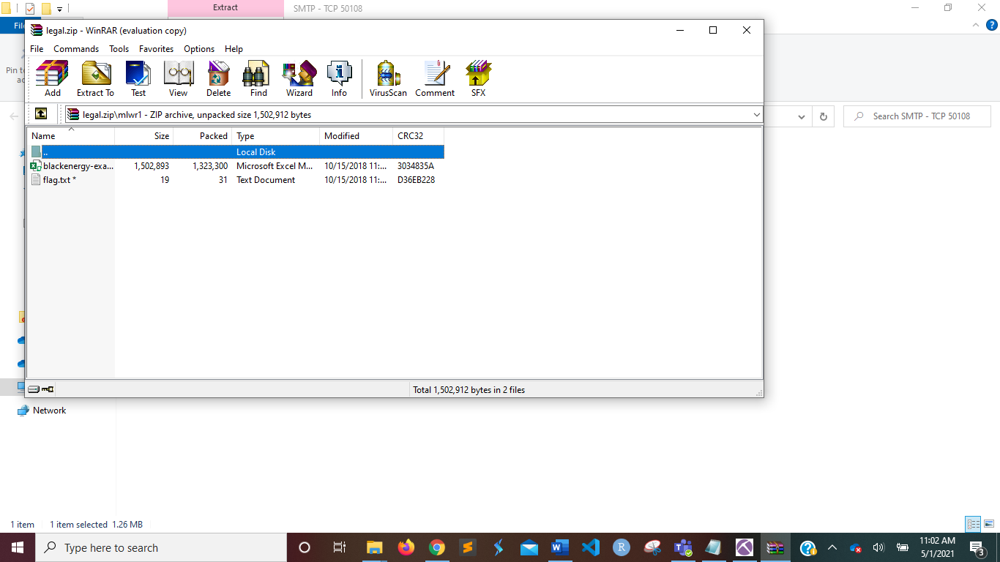 Extract
SMTP - TCP 50108
legal.zip - WinRAR (evaluation copy)
File Commands Tools Favorites Options Help
Add Extract To Test View Delete Find Wizard Info VirusScan Comment SFX
legal.zip\mlwr1 - ZIP archive, unpacked size 1,502,912 bytes
Search SMTP - TCP 50108
Name Size Packed Type Modified CRC32
.. Local Disk
blackenergy-exa... 1,502,893 1,323,300 Microsoft Excel M... 10/15/2018 11:... 3034835A
flag.txt * 19 31 Text Document 10/15/2018 11:... D36EB228
Total 1,502,912 bytes in 2 files
Network
1 item 1 item selected 1.26 MB
Type here to search
11:02 AM
5/1/2021
3